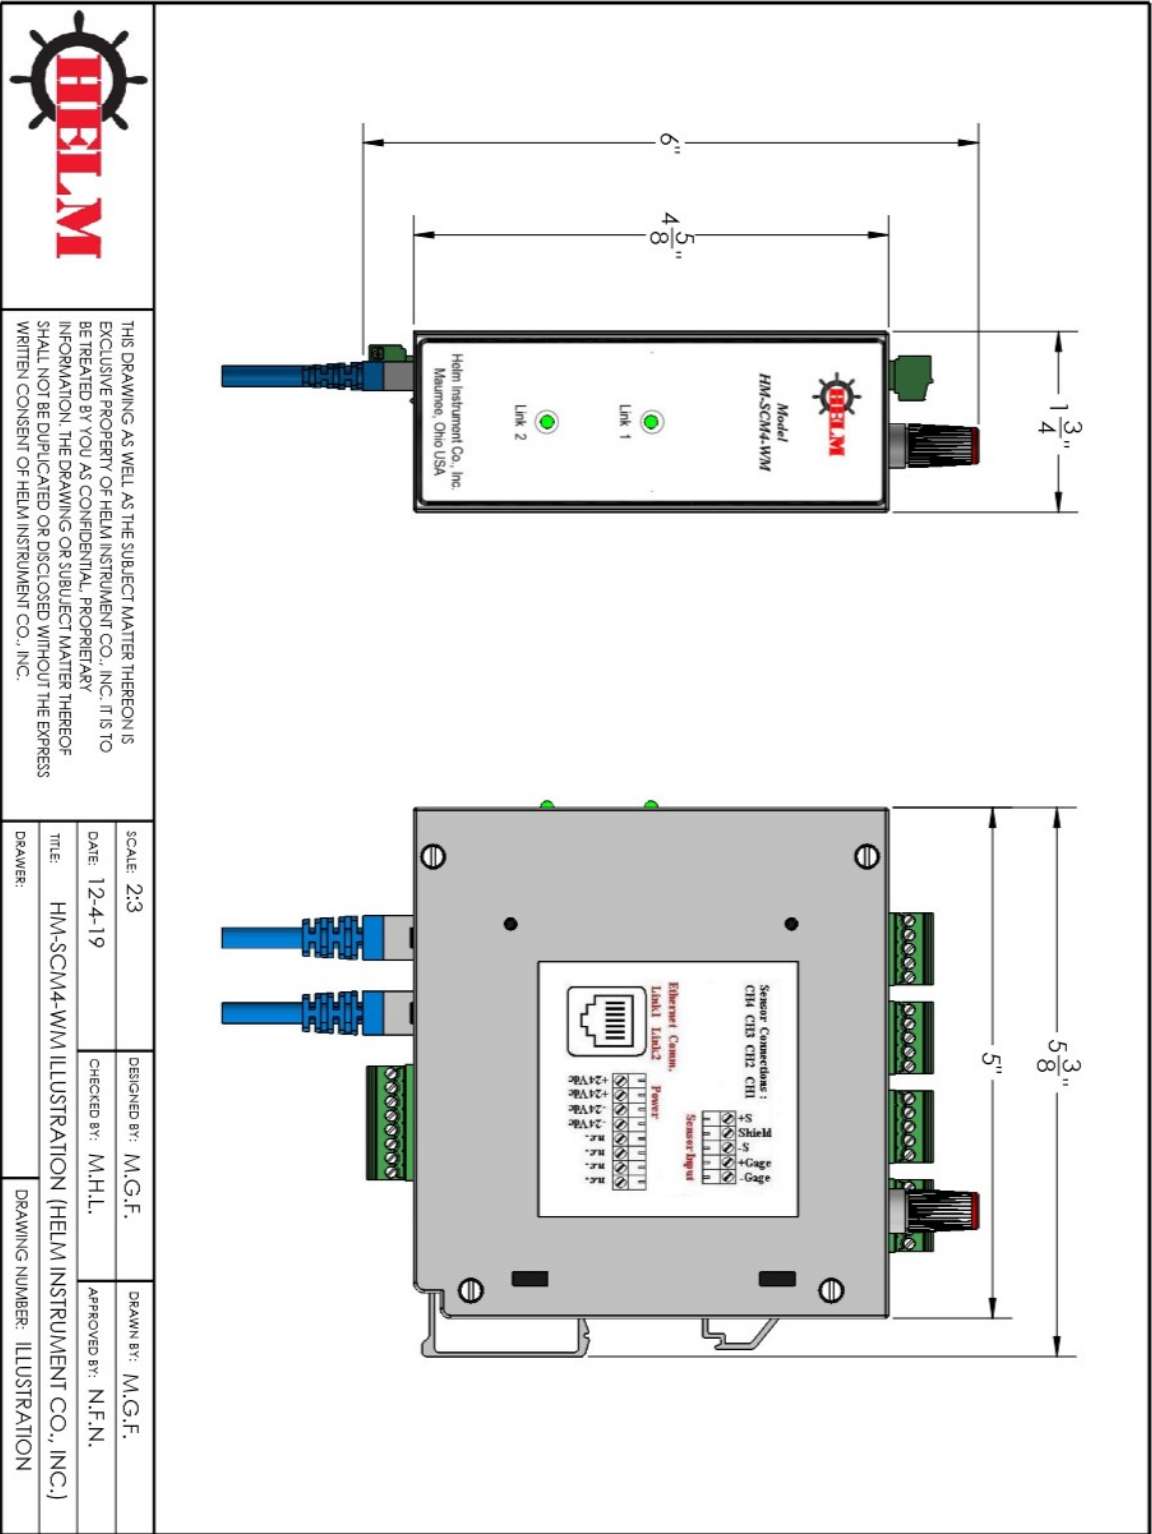 6"
4 5/8"
1 3/4"
HELM
Model
HM-SCM4-WM
Link 1
Link 2
Helm Instrument Co., Inc.
Maumee, Ohio USA
5 3/8"
5"
Sensor Connections :
CH4 CH3 CH2 CH1
+S
Shield
-S
+Gage
-Gage
Sensor Input
Ethernet Comm.
Link1 Link2
Power
+24Vdc
+24Vdc
-24Vdc
-24Vdc
n.c.
n.c.
n.c.
n.c.
HELM
THIS DRAWING AS WELL AS THE SUBJECT MATTER THEREON IS
EXCLUSIVE PROPERTY OF HELM INSTRUMENT CO., INC. IT IS TO
BE TREATED BY YOU AS CONFIDENTIAL, PROPRIETARY
INFORMATION. THE DRAWING OR SUBUJECT MATTER THEREOF
SHALL NOT BE DUPLICATED OR DISCLOSED WITHOUT THE EXPRESS
WRITTEN CONSENT OF HELM INSTRUMENT CO., INC.
SCALE: 2:3
DESIGNED BY: M.G.F.
DRAWN BY: M.G.F.
DATE: 12-4-19
CHECKED BY: M.H.L.
APPROVED BY: N.F.N.
TITLE: HM-SCM4-WM ILLUSTRATION (HELM INSTRUMENT CO., INC.)
DRAWER:
DRAWING NUMBER: ILLUSTRATION